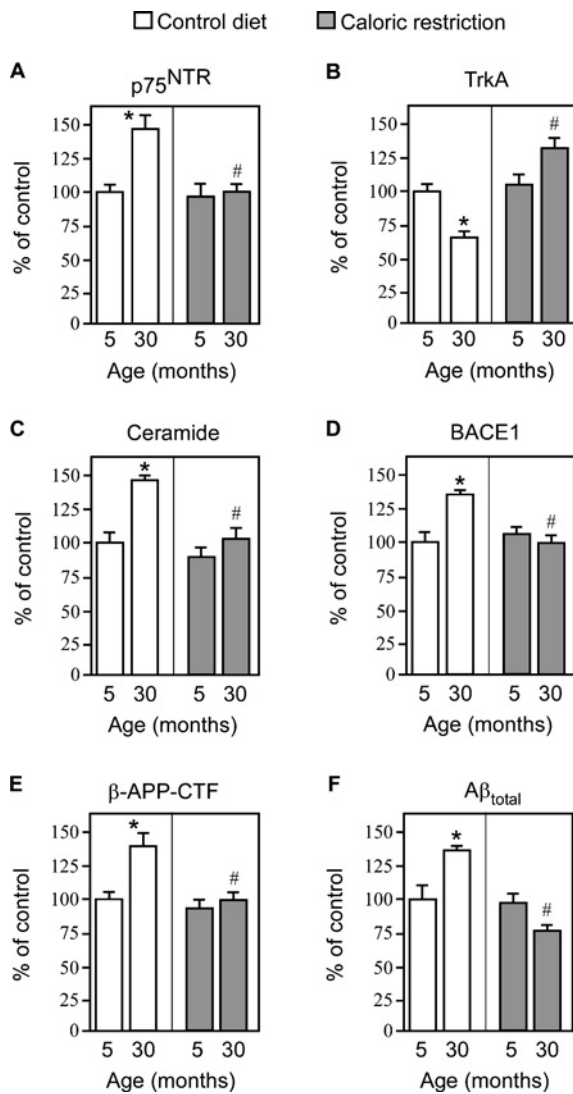 Control diet Caloric restriction
A p75NTR
% of control
150
125
100
75
50
25
0
*
#
5 30 5 30
Age (months)
B TrkA
% of control
150
125
100
75
50
25
0
*
#
5 30 5 30
Age (months)
C Ceramide
% of control
150
125
100
75
50
25
0
*
#
5 30 5 30
Age (months)
D BACE1
% of control
150
125
100
75
50
25
0
*
#
5 30 5 30
Age (months)
E β-APP-CTF
% of control
150
125
100
75
50
25
0
*
#
5 30 5 30
Age (months)
F Aβtotal
% of control
150
125
100
75
50
25
0
*
#
5 30 5 30
Age (months)